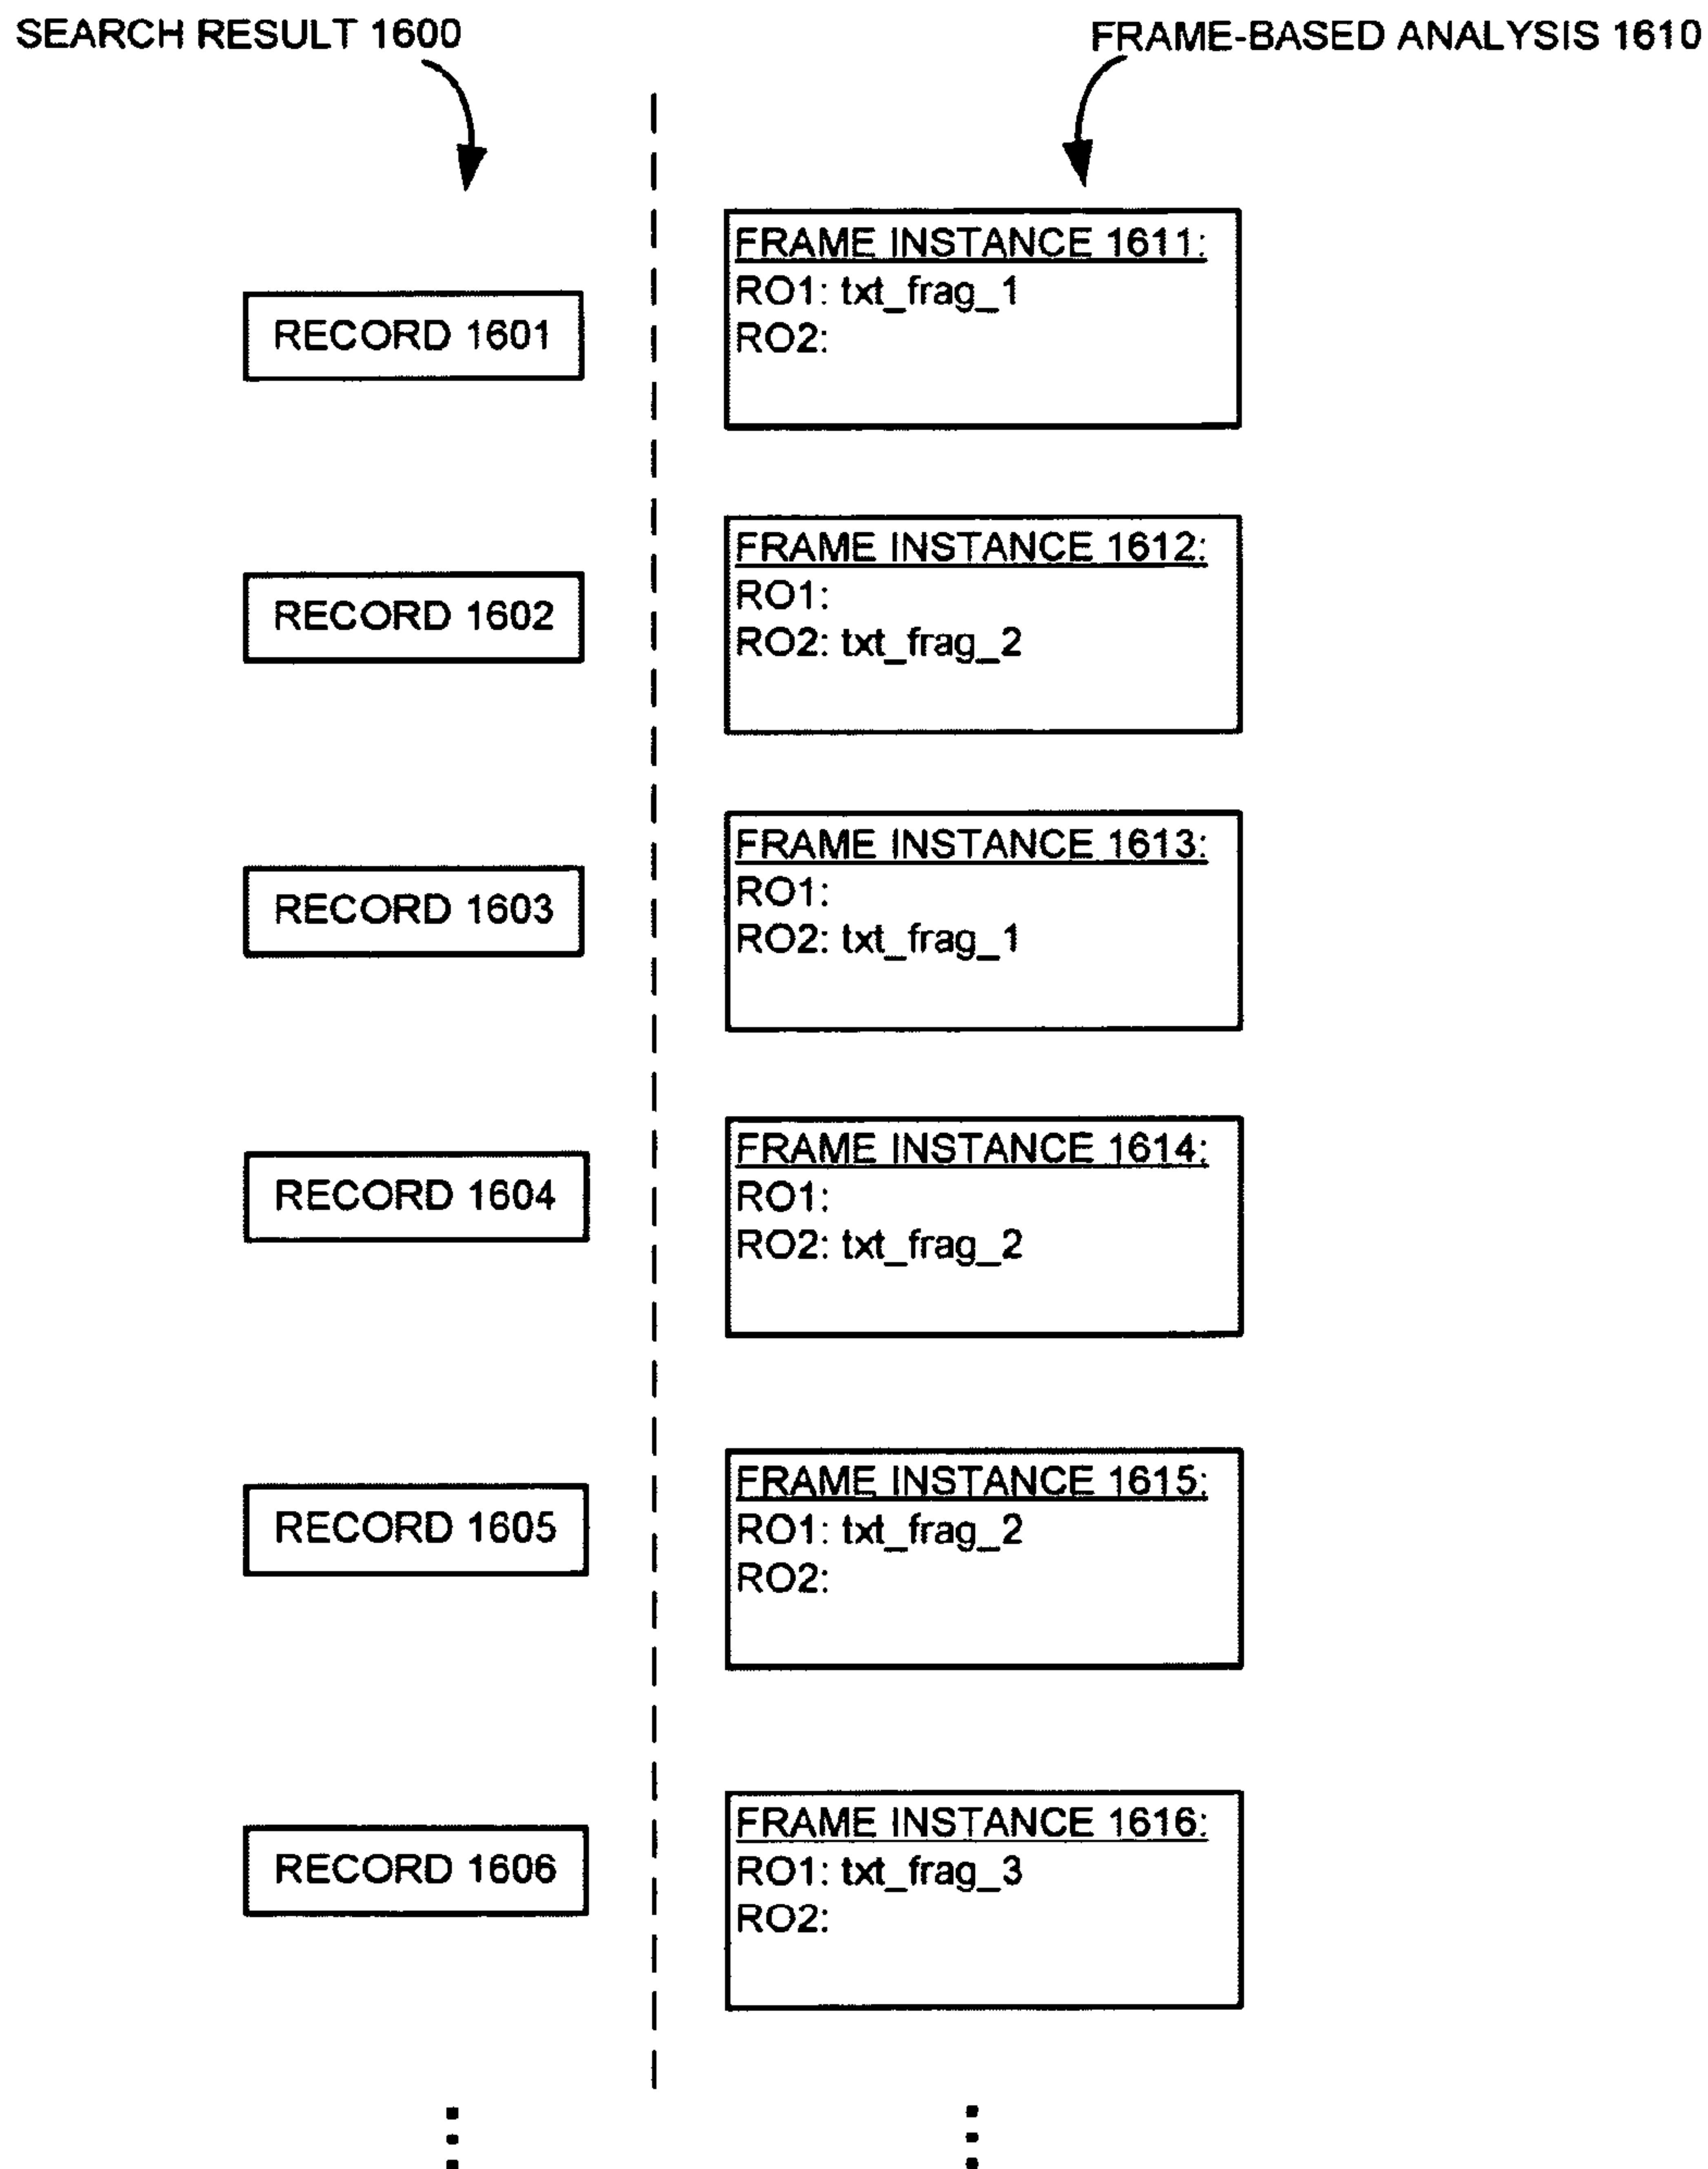 SEARCH RESULT 1600
FRAME-BASED ANALYSIS 1610
RECORD 1601
FRAME INSTANCE 1611:
RO1: txt_frag_1
RO2:
RECORD 1602
FRAME INSTANCE 1612:
RO1:
RO2: txt_frag_2
RECORD 1603
FRAME INSTANCE 1613:
RO1:
RO2: txt_frag_1
RECORD 1604
FRAME INSTANCE 1614:
RO1:
RO2: txt_frag_2
RECORD 1605
FRAME INSTANCE 1615:
RO1: txt_frag_2
RO2:
RECORD 1606
FRAME INSTANCE 1616:
RO1: txt_frag_3
RO2: